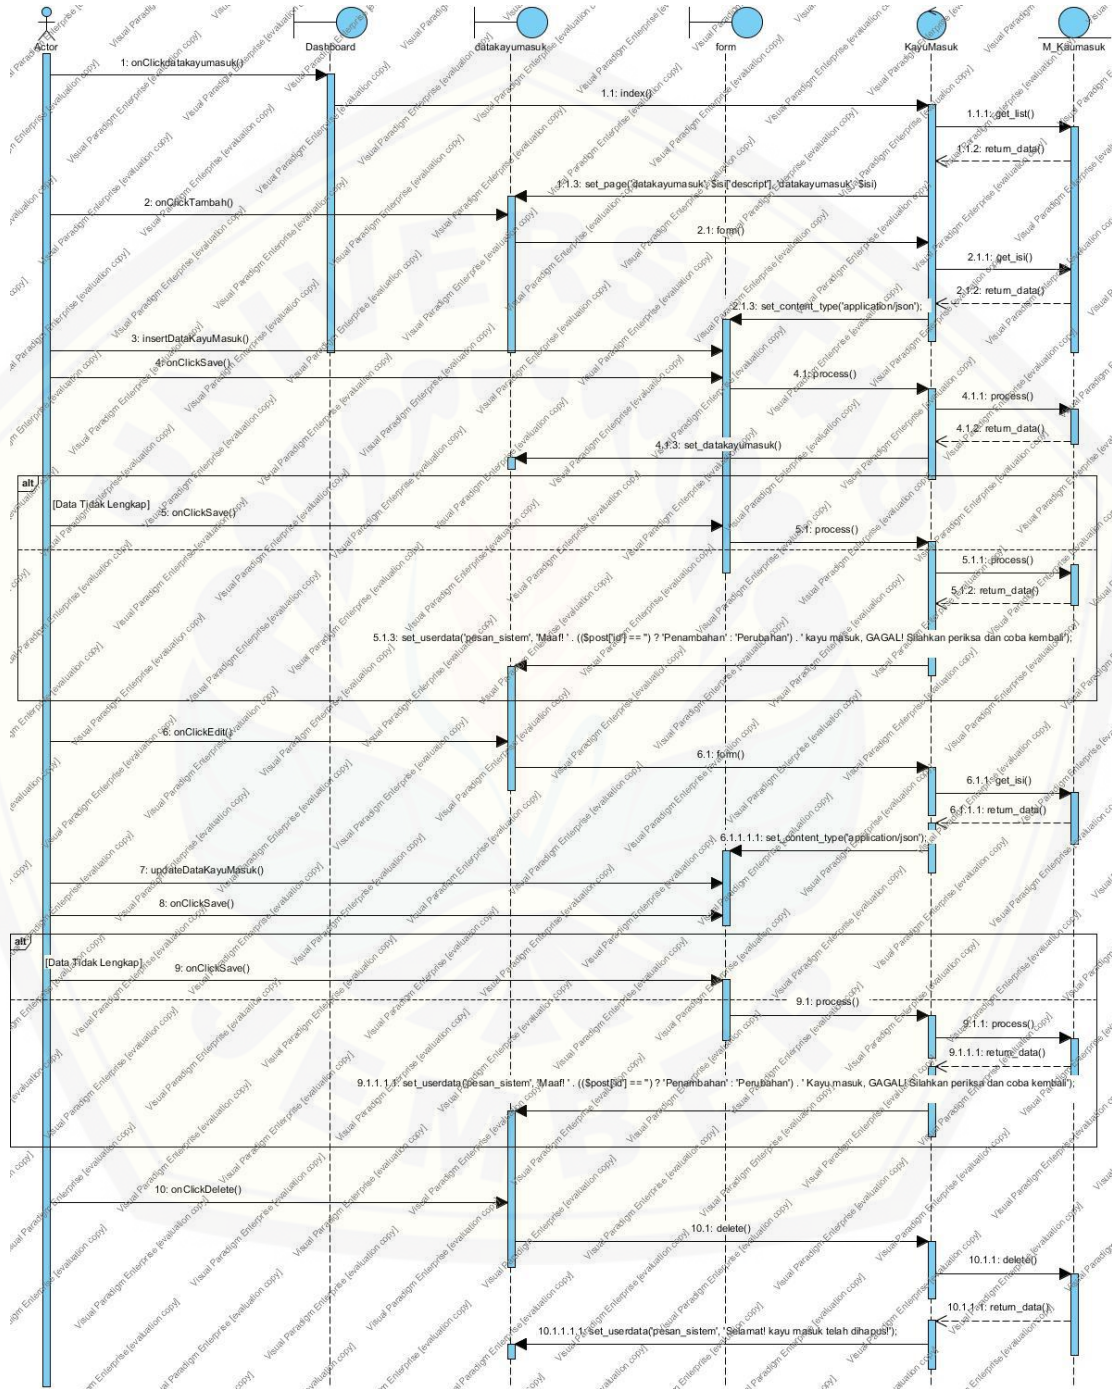 Actor
Dashboard
datakayumasuk
form
KayuMasuk
M_Kaumasuk
1: onClickdatakayumasuk()
1.1: index()
1.1.1: get_list()
1.1.2: return_data()
1.1.3: set_page('datakayumasuk', $isi['descript'], 'datakayumasuk', $isi)
2: onClickTambah()
2.1: form()
2.1.1: get_isi()
2.1.2: return_data()
2.1.3: set_content_type('application/json');
3: insertDataKayuMasuk()
4: onClickSave()
4.1: process()
4.1.1: process()
4.1.2: return_data()
4.1.3: set_datakayumasuk()
alt
[Data Tidak Lengkap]
5: onClickSave()
5.1: process()
5.1.1: process()
5.1.2: return_data()
5.1.3: set_userdata('pesan_sistem', 'Maaf! ' . (($post['id'] == '') ? 'Penambahan' : 'Perubahan') . ' kayu masuk, GAGAL! Silahkan periksa dan coba kembali');
6: onClickEdit()
6.1: form()
6.1.1: get_isi()
6.1.1.1: return_data()
6.1.1.1.1: set_content_type('application/json');
7: updateDataKayuMasuk()
8: onClickSave()
alt
[Data Tidak Lengkap]
9: onClickSave()
9.1: process()
9.1.1: process()
9.1.1.1: return_data()
9.1.1.1.1: set_userdata('pesan_sistem', 'Maaf! ' . (($post['id'] == '') ? 'Penambahan' : 'Perubahan') . ' Kayu masuk, GAGAL! Silahkan periksa dan coba kembali');
10: onClickDelete()
10.1: delete()
10.1.1: delete()
10.1.1.1: return_data()
10.1.1.1.1: set_userdata('pesan_sistem', 'Selamat! kayu masuk telah dihapus!');
Visual Paradigm Enterprise [evaluation copy]